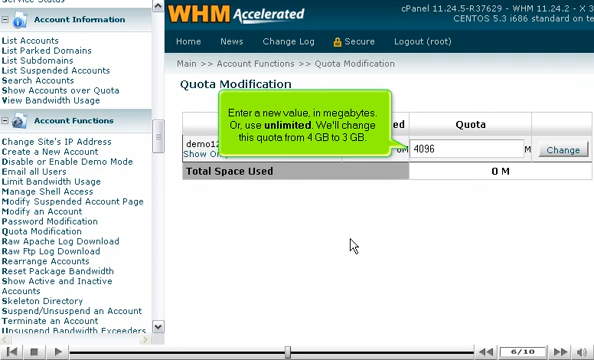 Service Status
Account Information
List Accounts
List Parked Domains
List Subdomains
List Suspended Accounts
Search Accounts
Show Accounts over Quota
View Bandwidth Usage
Account Functions
Change Site's IP Address
Create a New Account
Disable or Enable Demo Mode
Email all Users
Limit Bandwidth Usage
Manage Shell Access
Modify Suspended Account Page
Modify an Account
Password Modification
Quota Modification
Raw Apache Log Download
Raw Ftp Log Download
Rearrange Accounts
Reset Package Bandwidth
Show Active and Inactive
Accounts
Skeleton Directory
Suspend/Unsuspend an Account
Terminate an Account
Unsuspend Bandwidth Exceeders
WHM Accelerated
cPanel 11.24.5-R37629 - WHM 11.24.2 - X 3
CENTOS 5.3 i686 standard on te
Home News Change Log Secure Logout (root)
Main >> Account Functions >> Quota Modification
Quota Modification
Enter a new value, in megabytes.
Or, use unlimited. We'll change
this quota from 4 GB to 3 GB.
ed Quota
demo12
Show On
0M 4096 M Change
Total Space Used 0 M
6/10